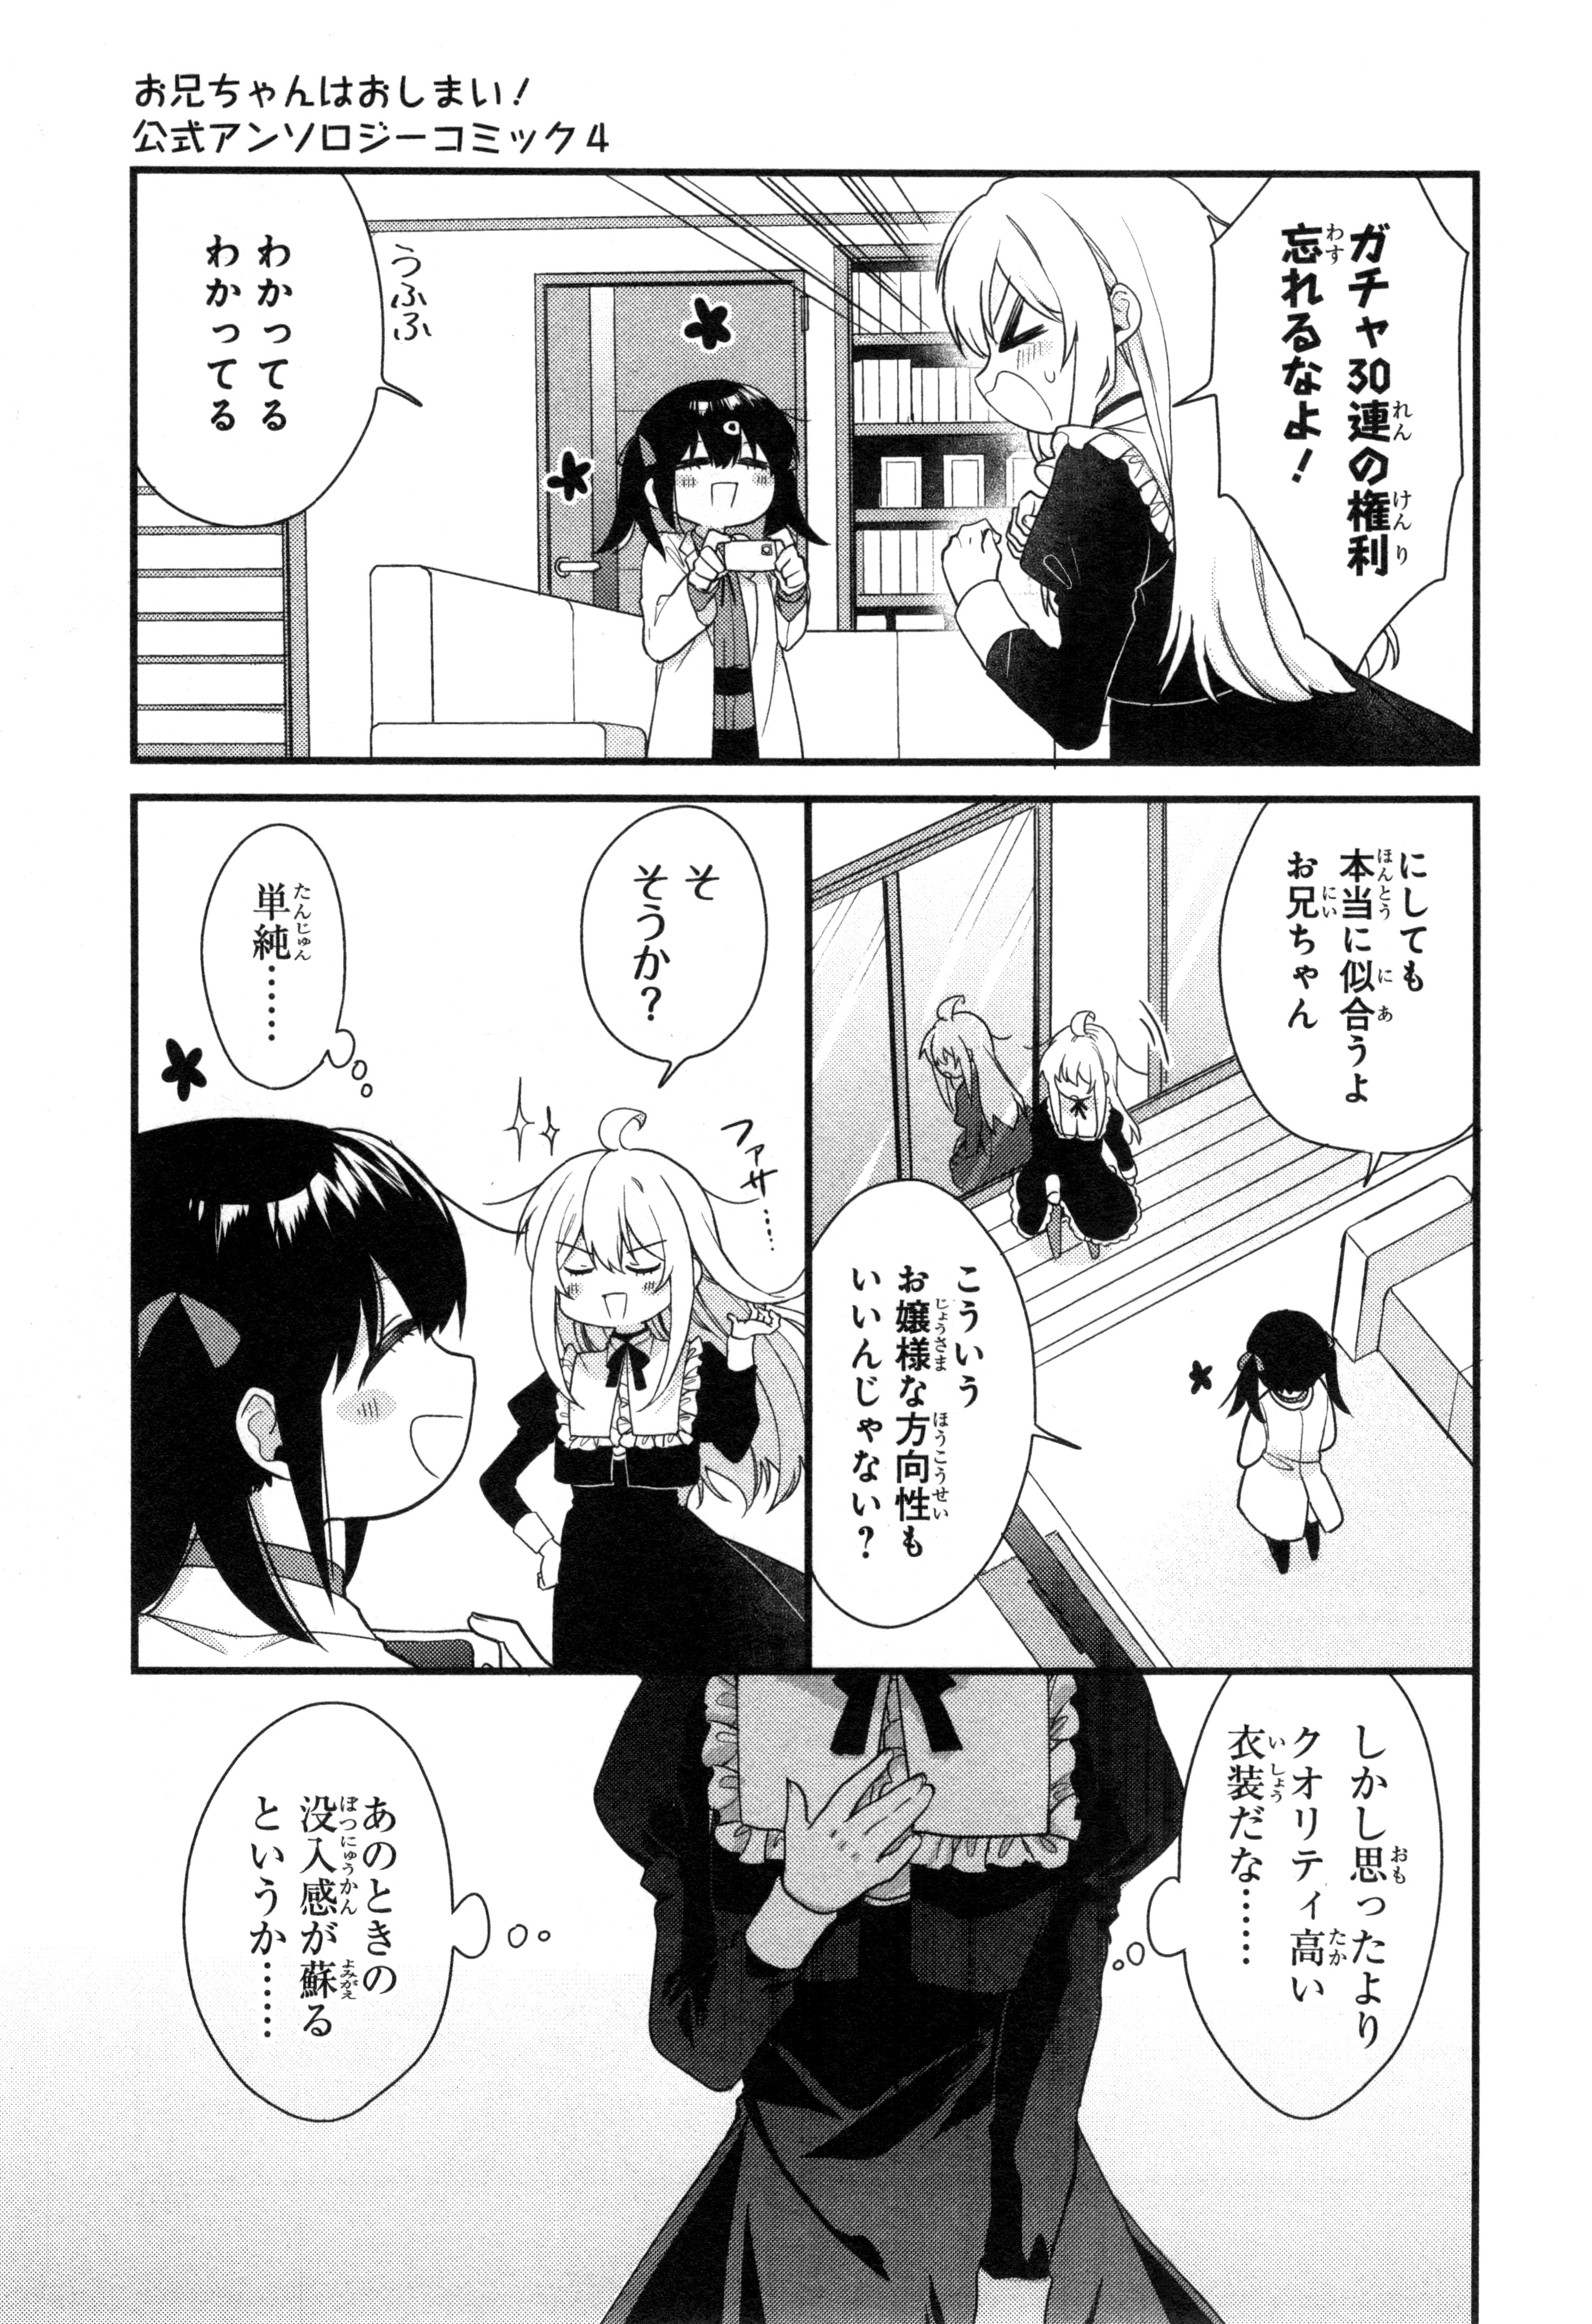 お兄ちゃんはおしまい！
公式アンソロジーコミック4
ガチャ30連の権利
忘れるなよ！
うふふ
わかってる
わかってる
にしても
本当に似合うよ
お兄ちゃん
こういう
お嬢様な方向性も
いいんじゃない？
そ
そうか？
ファサ……
単純……
しかし思ったより
クオリティ高い
衣装だな……
あのときの
没入感が蘇る
というか……